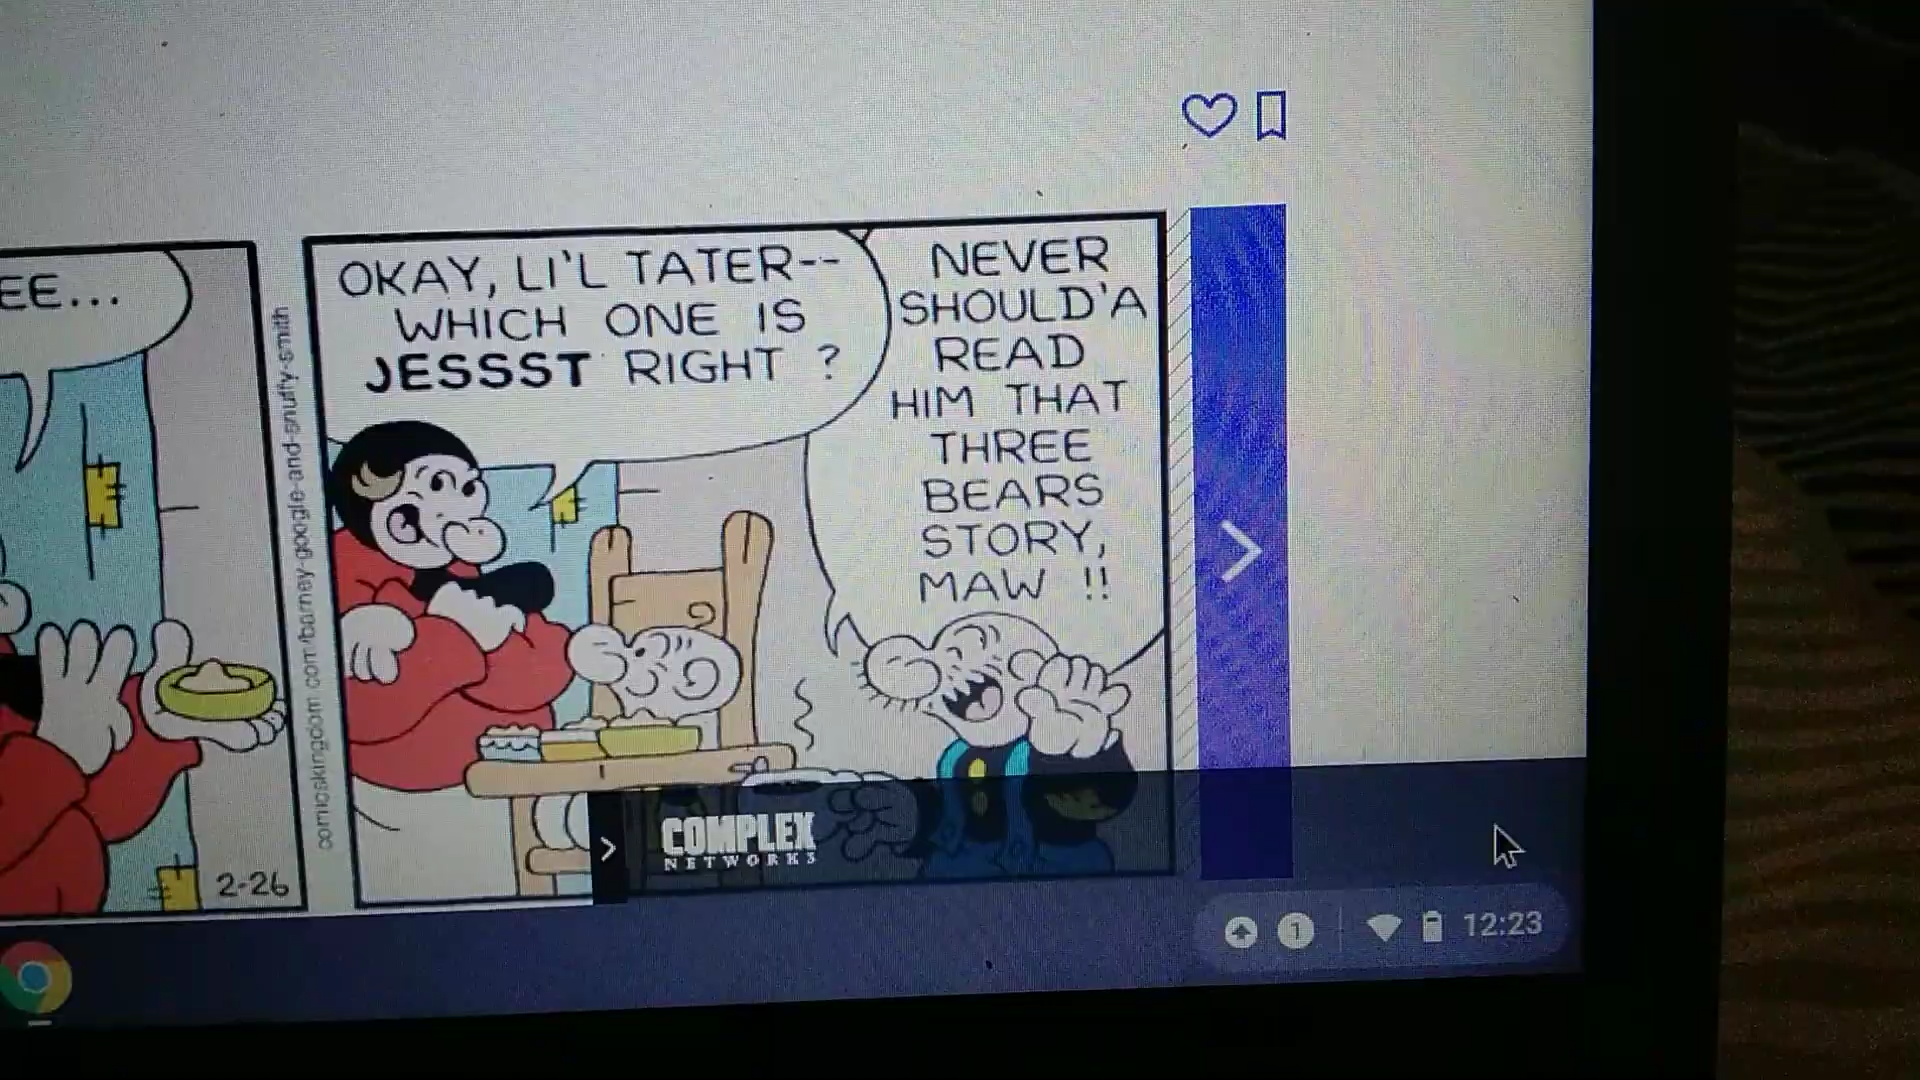 EE...
OKAY, LI'L TATER--
WHICH ONE IS
JESSST RIGHT ?
NEVER
SHOULD'A
READ
HIM THAT
THREE
BEARS
STORY,
MAW !!
comicskingdom.com/barney-google-and-snuffy-smith
2-26
COMPLEX
NETWORKS
1
12:23